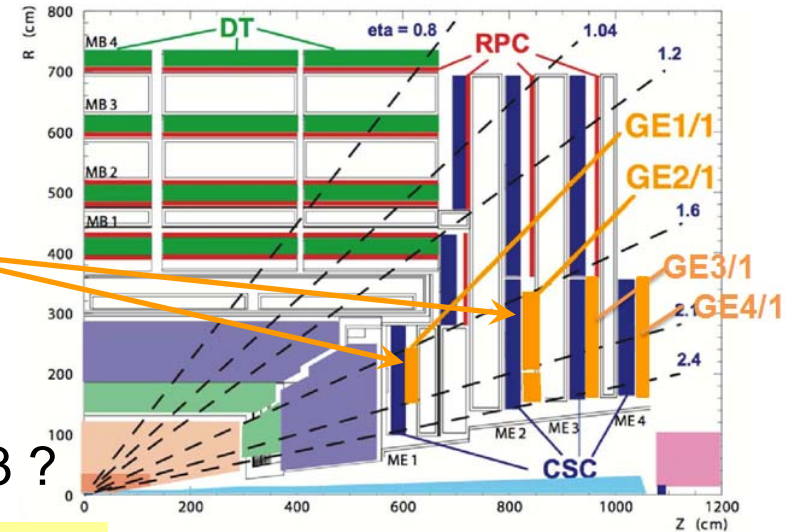 R (cm)
800
700
600
500
400
300
200
100
0
MB 4
MB 3
MB 2
MB 1
DT
eta = 0.8
1.04
RPC
1.2
GE1/1
GE2/1
1.6
GE3/1
2.1
GE4/1
2.4
ME 1
ME 2
ME 3
ME 4
CSC
3 ?
0
200
400
600
800
1000
1200
Z (cm)